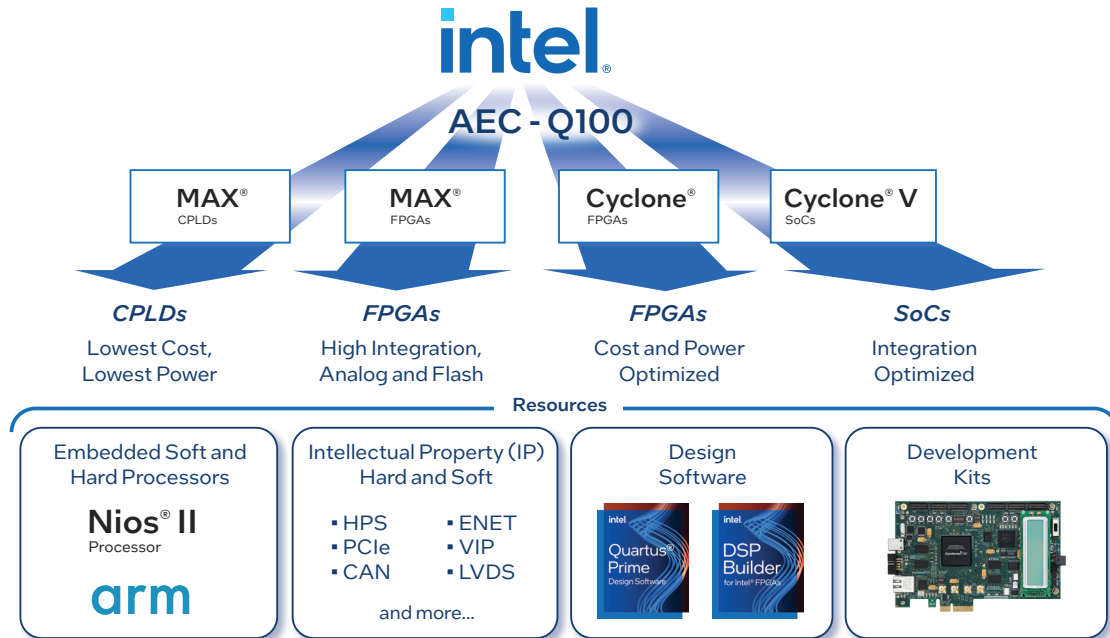 intel®
AEC - Q100
MAX®
CPLDs
MAX®
FPGAs
Cyclone®
FPGAs
Cyclone® V
SoCs
CPLDs
Lowest Cost,
Lowest Power
FPGAs
High Integration,
Analog and Flash
FPGAs
Cost and Power
Optimized
SoCs
Integration
Optimized
Resources
Embedded Soft and
Hard Processors
Nios® II
Processor
arm
Intellectual Property (IP)
Hard and Soft
▪ HPS
▪ PCIe
▪ CAN
▪ ENET
▪ VIP
▪ LVDS
and more...
Design
Software
intel
Quartus®
Prime
Design Software
intel
DSP
Builder
for Intel® FPGAs
Development
Kits
Cyclone V